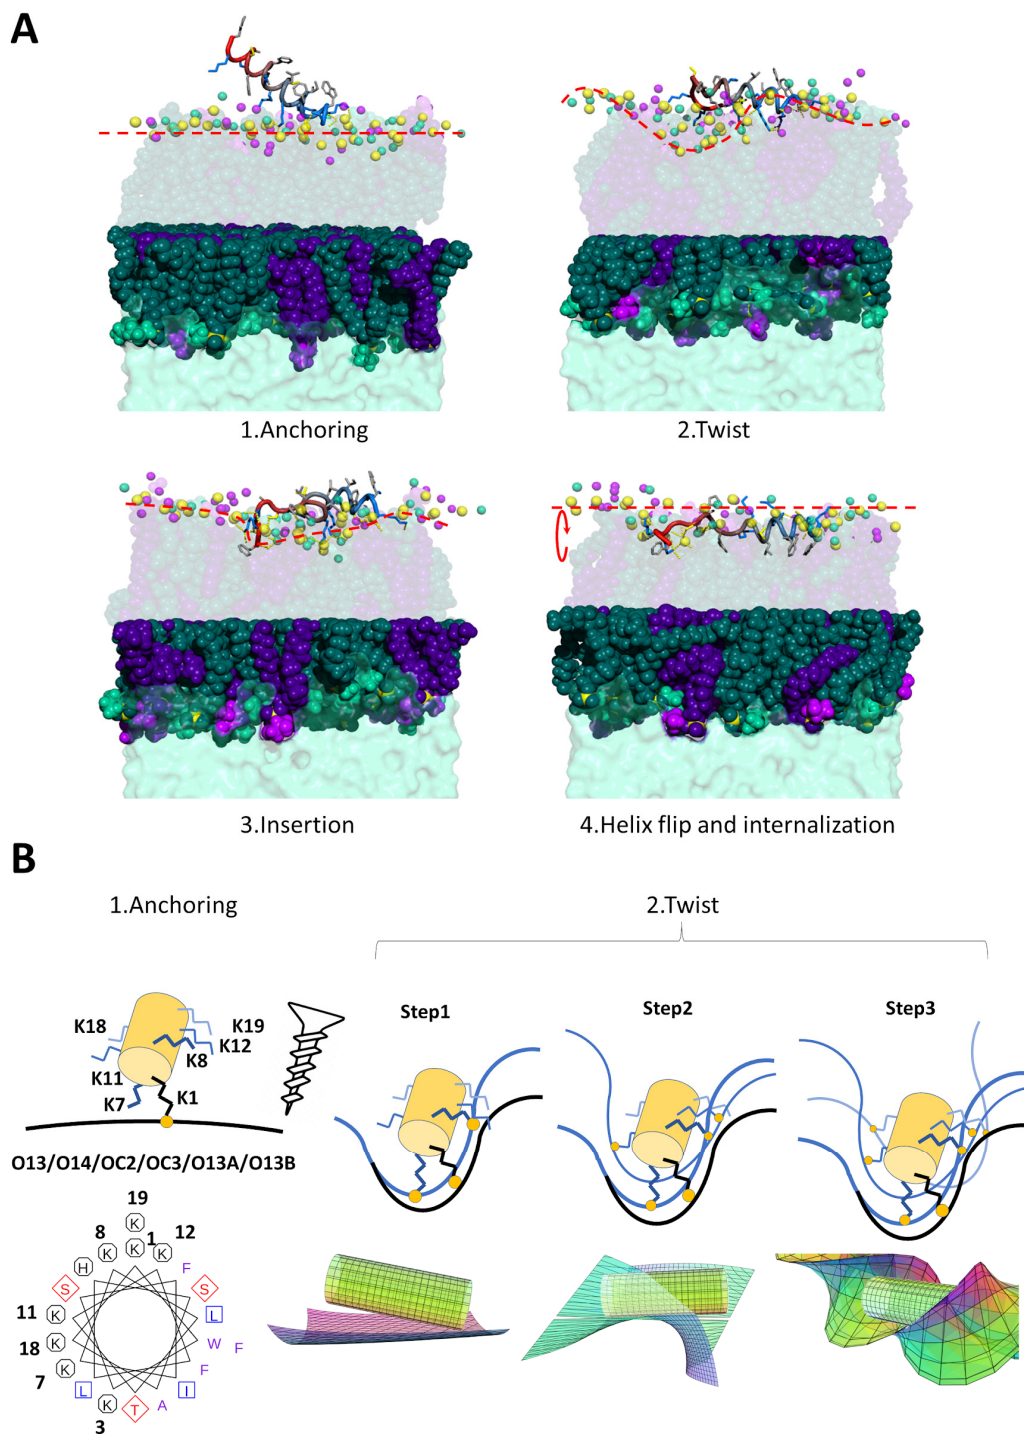 A
1.Anchoring
2.Twist
3.Insertion
4.Helix flip and internalization
B
1.Anchoring
2.Twist
Step1
Step2
Step3
K18
K19
K12
K8
K11
K7
K1
O13/O14/OC2/OC3/O13A/O13B
19
K
8
1
12
K
K
K
H
F
S
S
11
K
L
18
K
W
F
7
K
F
L
I
K
A
T
3